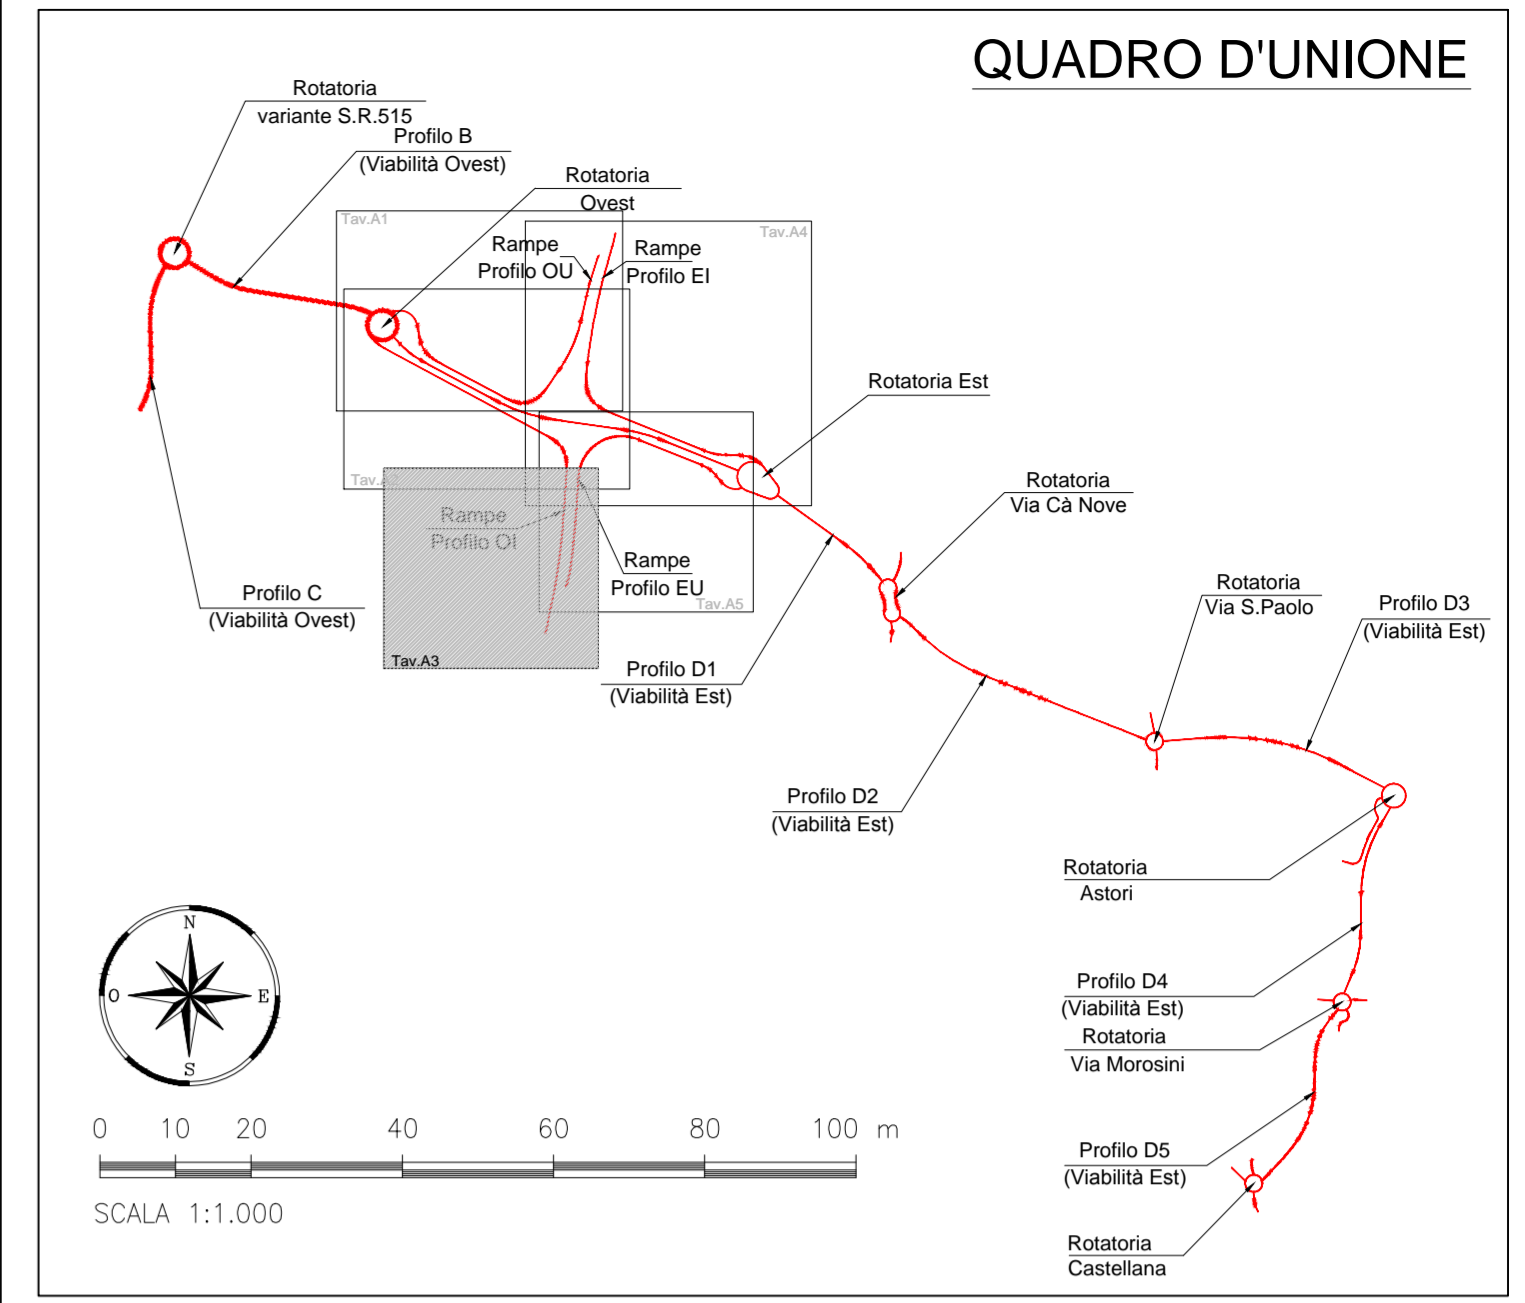 QUADRO D'UNIONE
Rotatoria
variante S.R.515
Profilo B
(Viabilità Ovest)
Rotatoria
Ovest
Tav.A1
Tav.A4
Rampe
Profilo OU
Rampe
Profilo EI
Rotatoria Est
Tav.A2
Rotatoria
Via Cà Nove
Rampe
Profilo OI
Rampe
Profilo EU
Tav.A5
Tav.A3
Profilo C
(Viabilità Ovest)
Rotatoria
Via S.Paolo
Profilo D3
(Viabilità Est)
Profilo D1
(Viabilità Est)
Profilo D2
(Viabilità Est)
Rotatoria
Astori
Profilo D4
(Viabilità Est)
Rotatoria
Via Morosini
Profilo D5
(Viabilità Est)
Rotatoria
Castellana
N
O
E
S
0 10 20 40 60 80 100 m
SCALA 1:1.000